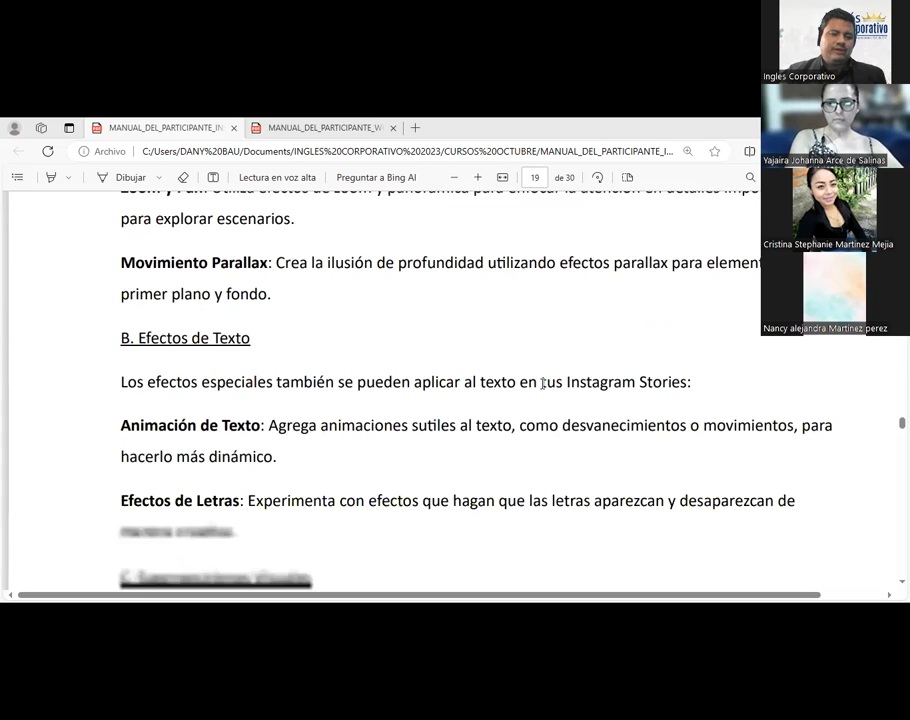 Inglés
Corporativo
Ingles Corporativo
Yajaira Johanna Arce de Salinas
Cristina Stephanie Martinez Mejia
Nancy alejandra Martinez perez
MANUAL_DEL_PARTICIPANTE_IN
MANUAL_DEL_PARTICIPANTE_W
Archivo
C:/Users/DANY%20BAU/Documents/INGLES%20CORPORATIVO%202023/CURSOS%20OCTUBRE/MANUAL_DEL_PARTICIPANTE_I...
Dibujar
Lectura en voz alta
Preguntar a Bing AI
19
de 30
para explorar escenarios.
Movimiento Parallax: Crea la ilusión de profundidad utilizando efectos parallax para
primer plano y fondo.
B. Efectos de Texto
Los efectos especiales también se pueden aplicar al texto en tus Instagram Stories:
Animación de Texto: Agrega animaciones sutiles al texto, como desvanecimientos o movimientos, para
hacerlo más dinámico.
Efectos de Letras: Experimenta con efectos que hagan que las letras aparezcan y desaparezcan de